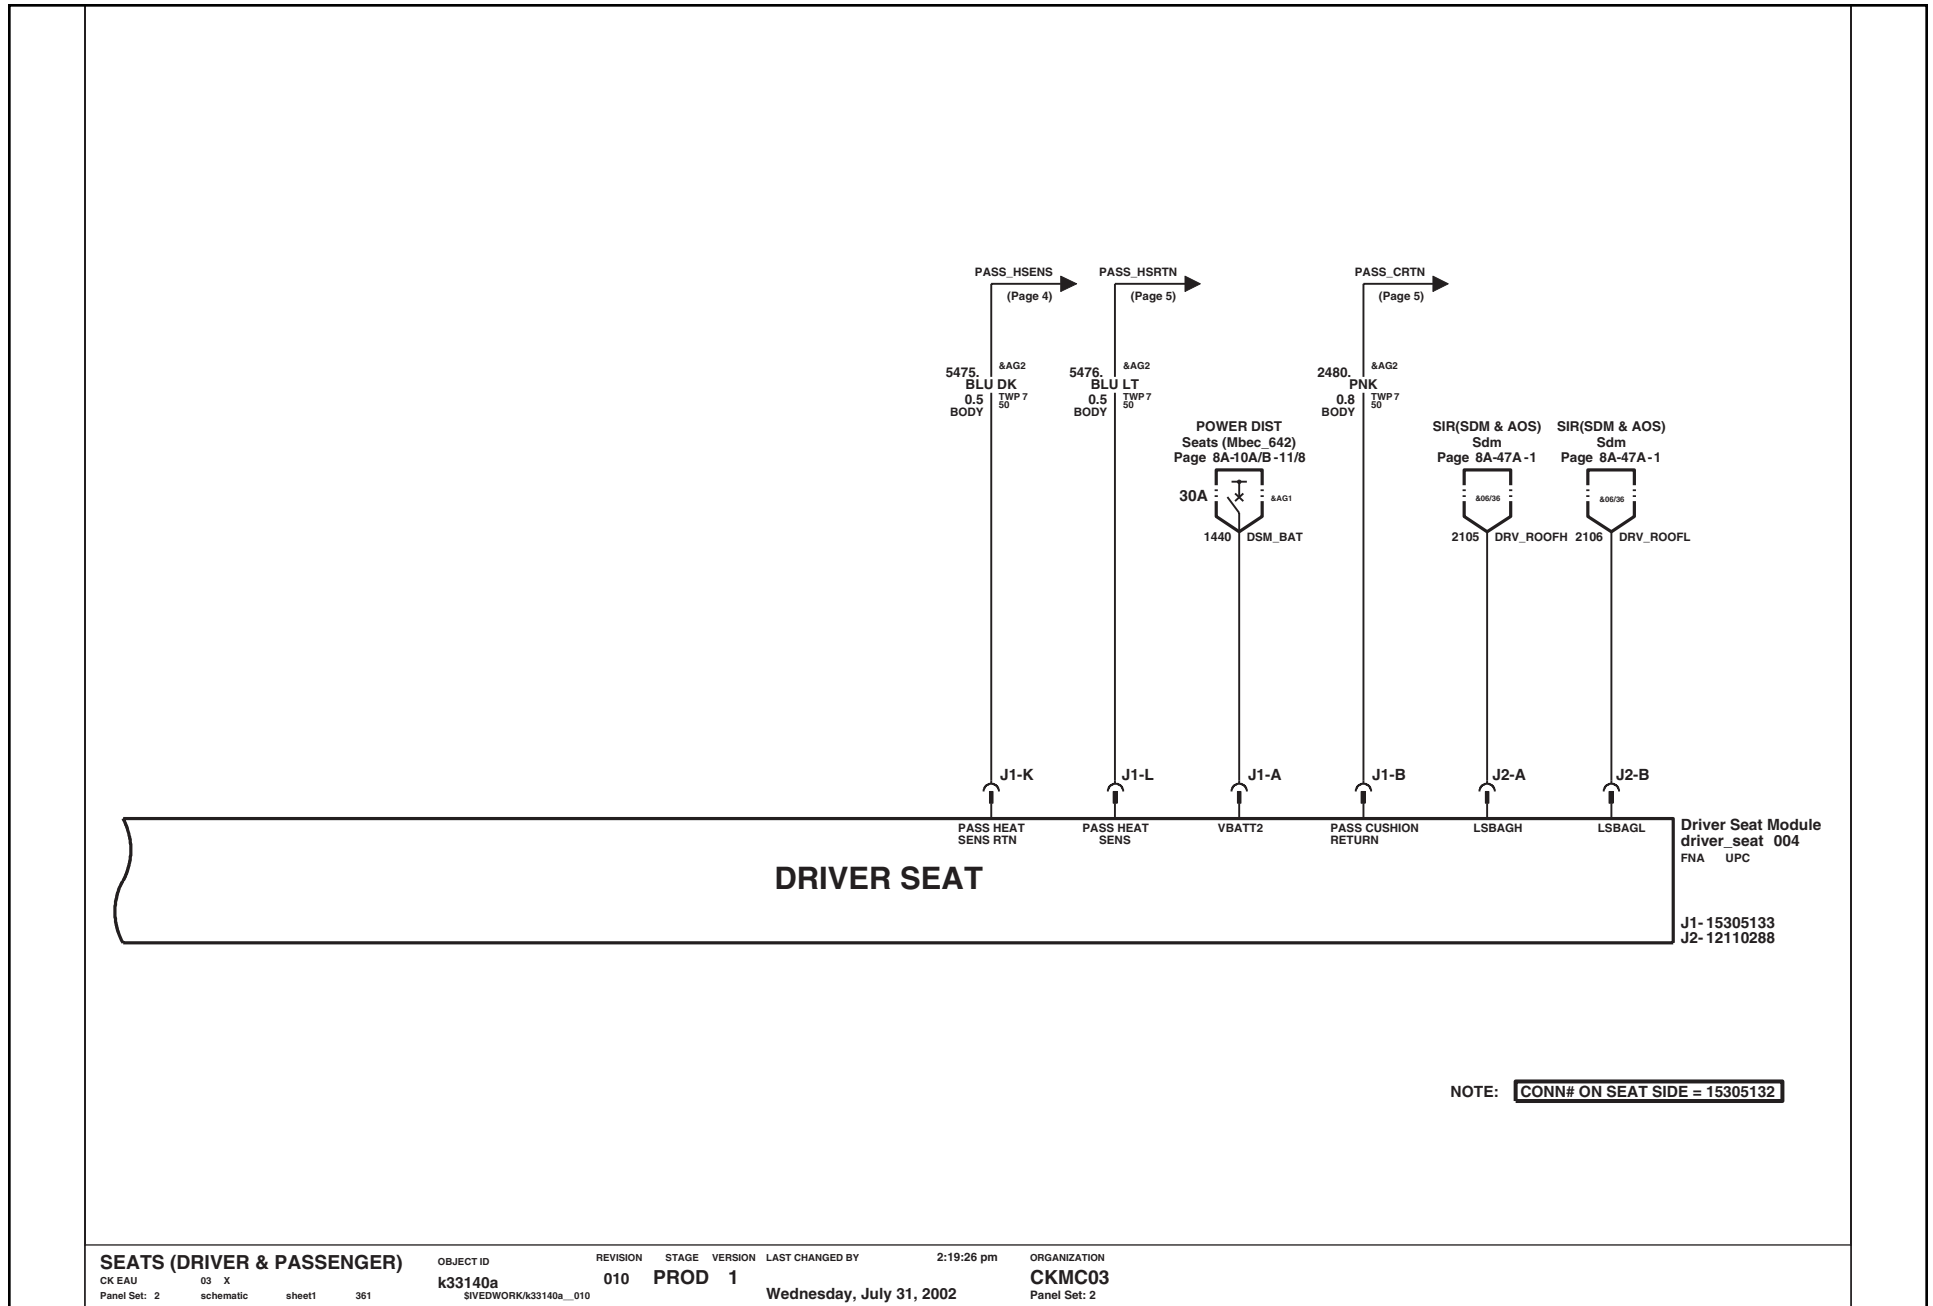 PASS_HSENS
(Page 4)
PASS_HSRTN
(Page 5)
PASS_CRTN
(Page 5)
5475.
&AG2
BLU DK
0.5
TWP 7
50
BODY
5476.
&AG2
BLU LT
0.5
TWP 7
50
BODY
2480.
&AG2
PNK
0.8
TWP 7
50
BODY
POWER DIST
Seats (Mbec_642)
Page 8A-10A/B-11/8
30A
&AG1
1440 DSM_BAT
SIR(SDM & AOS)
Sdm
Page 8A-47A-1
&06/36
2105 DRV_ROOFH
SIR(SDM & AOS)
Sdm
Page 8A-47A-1
&06/36
2106 DRV_ROOFL
J1-K
J1-L
J1-A
J1-B
J2-A
J2-B
PASS HEAT
SENS RTN
PASS HEAT
SENS
VBATT2
PASS CUSHION
RETURN
LSBAGH
LSBAGL
Driver Seat Module
driver_seat 004
FNA UPC
DRIVER SEAT
J1- 15305133
J2- 12110288
NOTE: CONN# ON SEAT SIDE = 15305132
SEATS (DRIVER & PASSENGER)
CK EAU 03 X
Panel Set: 2 schematic sheet1 361
OBJECT ID
k33140a
$IVEDWORK/k33140a__010
REVISION
010
STAGE
PROD
VERSION
1
LAST CHANGED BY 2:19:26 pm
Wednesday, July 31, 2002
ORGANIZATION
CKMC03
Panel Set: 2